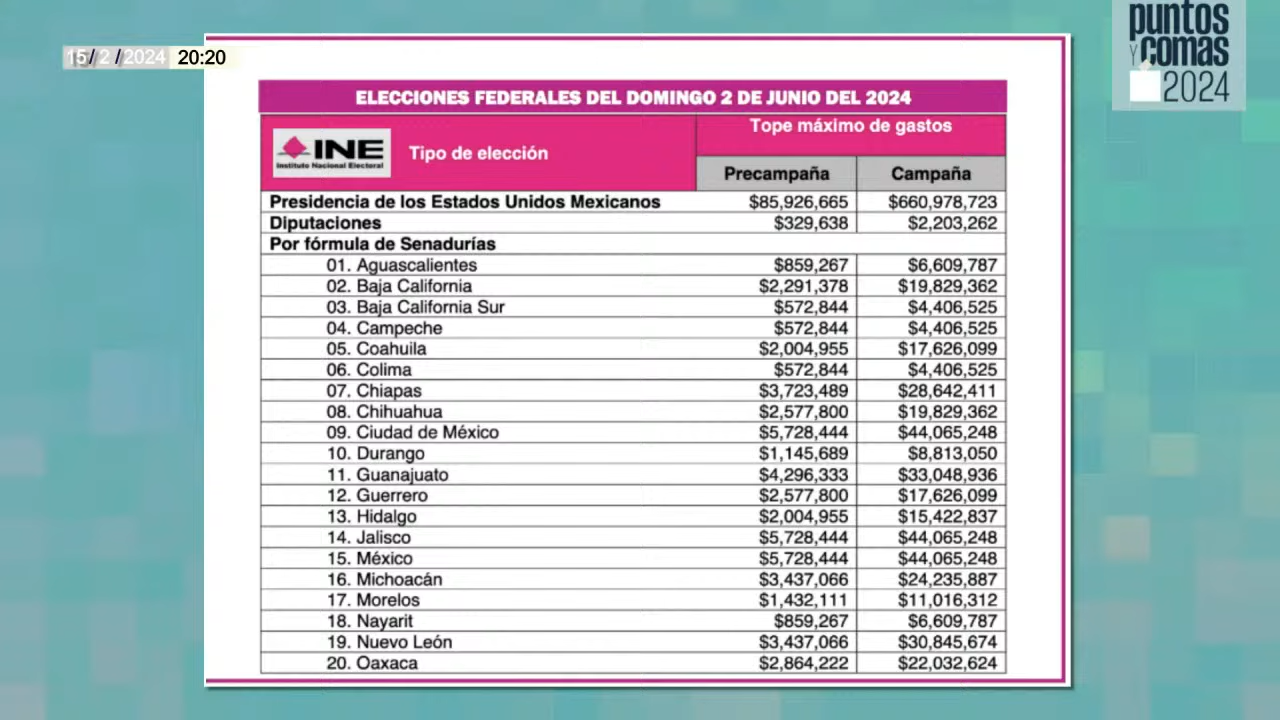 puntos
Y comas
2024
15/ 2 /2024 20:20
ELECCIONES FEDERALES DEL DOMINGO 2 DE JUNIO DEL 2024
INE
Instituto Nacional Electoral
Tipo de elección
Tope máximo de gastos
Precampaña Campaña
Presidencia de los Estados Unidos Mexicanos $85,926,665 $660,978,723
Diputaciones $329,638 $2,203,262
Por fórmula de Senadurías
01. Aguascalientes $859,267 $6,609,787
02. Baja California $2,291,378 $19,829,362
03. Baja California Sur $572,844 $4,406,525
04. Campeche $572,844 $4,406,525
05. Coahuila $2,004,955 $17,626,099
06. Colima $572,844 $4,406,525
07. Chiapas $3,723,489 $28,642,411
08. Chihuahua $2,577,800 $19,829,362
09. Ciudad de México $5,728,444 $44,065,248
10. Durango $1,145,689 $8,813,050
11. Guanajuato $4,296,333 $33,048,936
12. Guerrero $2,577,800 $17,626,099
13. Hidalgo $2,004,955 $15,422,837
14. Jalisco $5,728,444 $44,065,248
15. México $5,728,444 $44,065,248
16. Michoacán $3,437,066 $24,235,887
17. Morelos $1,432,111 $11,016,312
18. Nayarit $859,267 $6,609,787
19. Nuevo León $3,437,066 $30,845,674
20. Oaxaca $2,864,222 $22,032,624